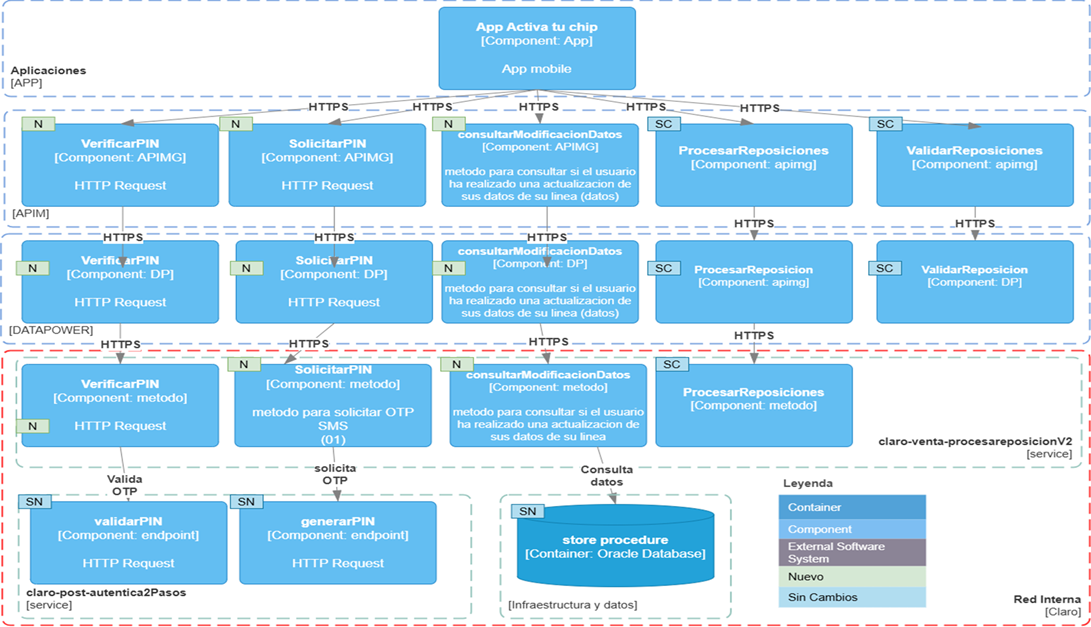 App Activa tu chip
[Component: App]
App mobile
Aplicaciones
[APP]
HTTPS
HTTPS
HTTPS
HTTPS
HTTPS
N
VerificarPIN
[Component: APIMG]
HTTP Request
N
SolicitarPIN
[Component: APIMG]
HTTP Request
N
consultarModificacionDatos
[Component: APIMG]
metodo para consultar si el usuario
ha realizado una actualizacion de
sus datos de su linea (datos)
SC
ProcesarReposiciones
[Component: apimg]
SC
ValidarReposiciones
[Component: apimg]
[APIM]
HTTPS
HTTPS
HTTPS
HTTPS
HTTPS
N
VerificarPIN
[Component: DP]
HTTP Request
N
SolicitarPIN
[Component: DP]
HTTP Request
N
consultarModificacionDatos
[Component: DP]
metodo para consultar si el usuario
ha realizado una actualizacion de
sus datos de su linea (datos)
SC
ProcesarReposicion
[Component: apimg]
SC
ValidarReposicion
[Component: DP]
[DATAPOWER]
HTTPS
HTTPS
HTTPS
HTTPS
VerificarPIN
[Component: metodo]
HTTP Request
N
N
SolicitarPIN
[Component: metodo]
metodo para solicitar OTP
SMS
(01)
N
consultarModificacionDatos
[Component: metodo]
metodo para consultar si el usuario
ha realizado una actualizacion de
sus datos de su linea
SC
ProcesarReposiciones
[Component: metodo]
claro-venta-procesareposicionV2
[service]
Valida
OTP
solicita
OTP
Consulta
datos
SN
validarPIN
[Component: endpoint]
HTTP Request
SN
generarPIN
[Component: endpoint]
HTTP Request
claro-post-autentica2Pasos
[service]
SN
store procedure
[Container: Oracle Database]
[Infraestructura y datos]
Leyenda
Container
Component
External Software
System
Nuevo
Sin Cambios
Red Interna
[Claro]